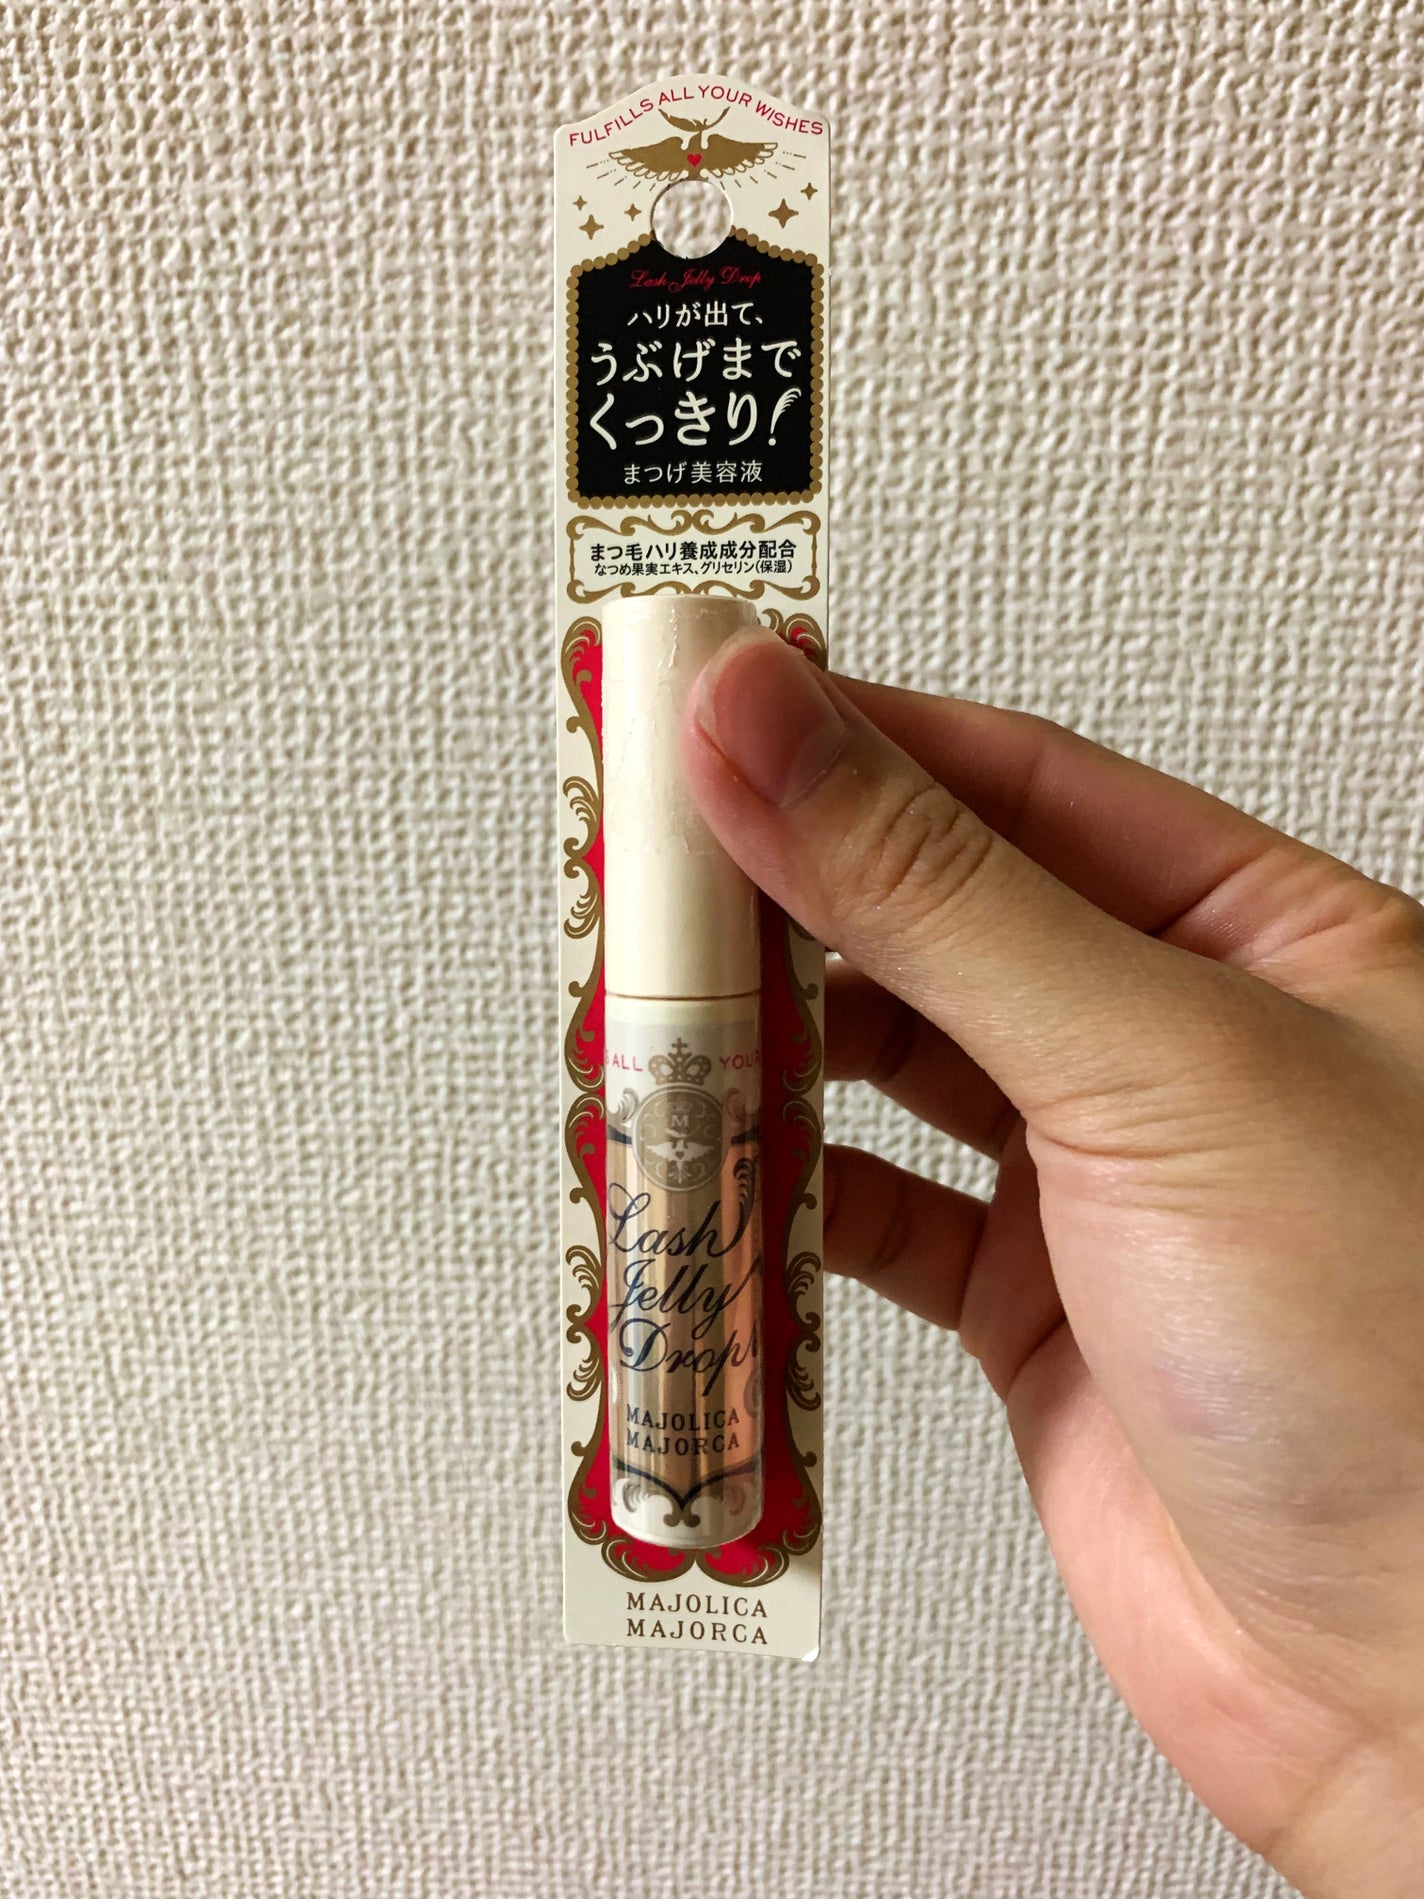 FULFILLS ALL YOUR WISHES
Lash Jelly Drop
ハリが出て、
うぶげまで
くっきり!
まつげ美容液
まつ毛ハリ養成成分配合
なつめ果実エキス、グリセリン(保湿)
ALL YOUR
M
Lash
Jelly
Drop
MAJOLICA
MAJORCA
MAJOLICA
MAJORCA